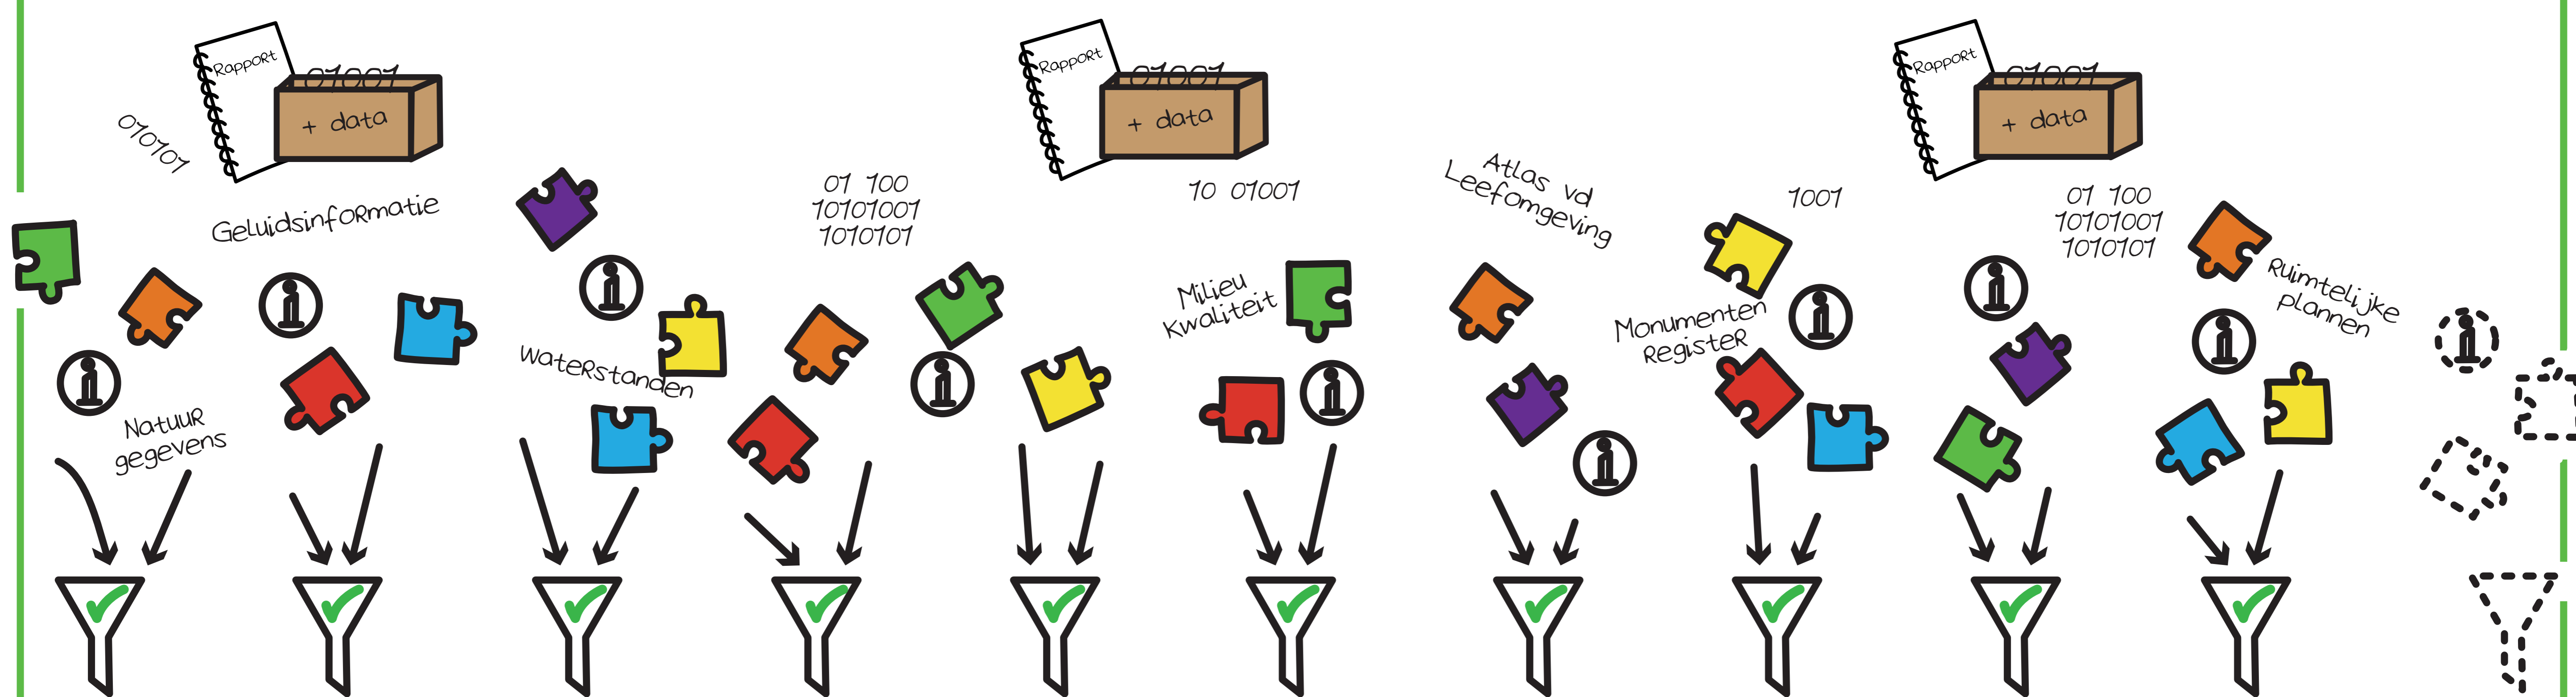 Rapport
01001
+ data
010101
Geluidsinformatie
Natuur
gegevens
Waterstanden
01 100
10101001
1010101
Rapport
01001
+ data
10 01001
Milieu
Kwaliteit
Atlas vd
Leefomgeving
1001
Monumenten
Register
Rapport
01001
+ data
01 100
10101001
1010101
Ruimtelijke
plannen